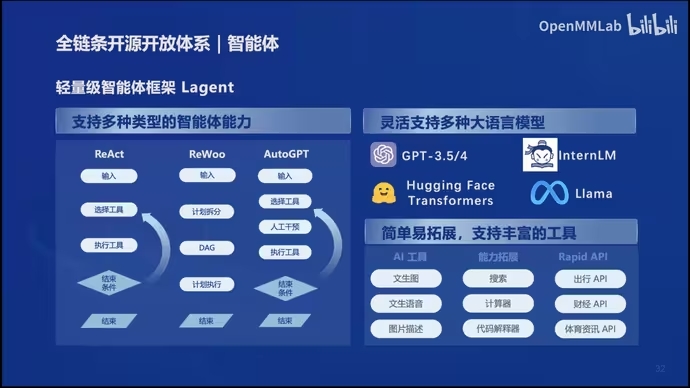 OpenMMLab bilibili
全链条开源开放体系｜智能体
轻量级智能体框架 Lagent
支持多种类型的智能体能力
ReAct
输入
选择工具
执行工具
结束
条件
结束
ReWoo
输入
计划拆分
DAG
计划执行
结束
AutoGPT
输入
选择工具
人工干预
执行工具
结束
条件
结束
灵活支持多种大语言模型
GPT-3.5/4
InternLM
Hugging Face
Transformers
Llama
简单易拓展，支持丰富的工具
AI 工具
文生图
文生语音
图片描述
能力拓展
搜索
计算器
代码解释器
Rapid API
出行 API
财经 API
体育资讯 API
22